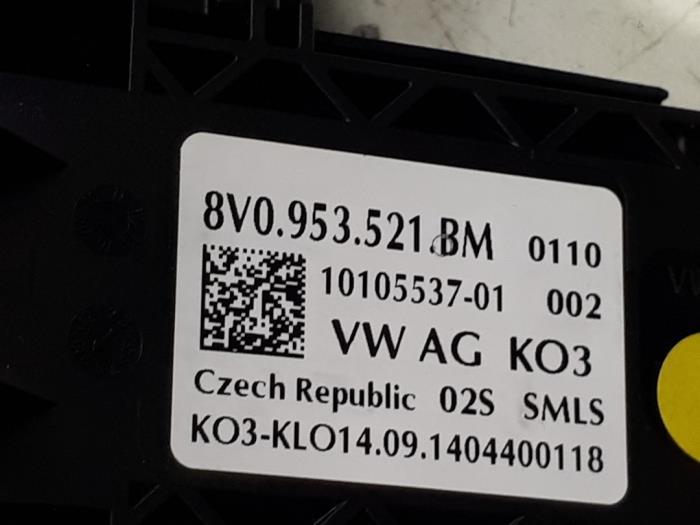 8V0.953.521.BM 0110
10105537-01 002
VW AG KO3
Czech Republic 02S SMLS
KO3-KLO14.09.1404400118